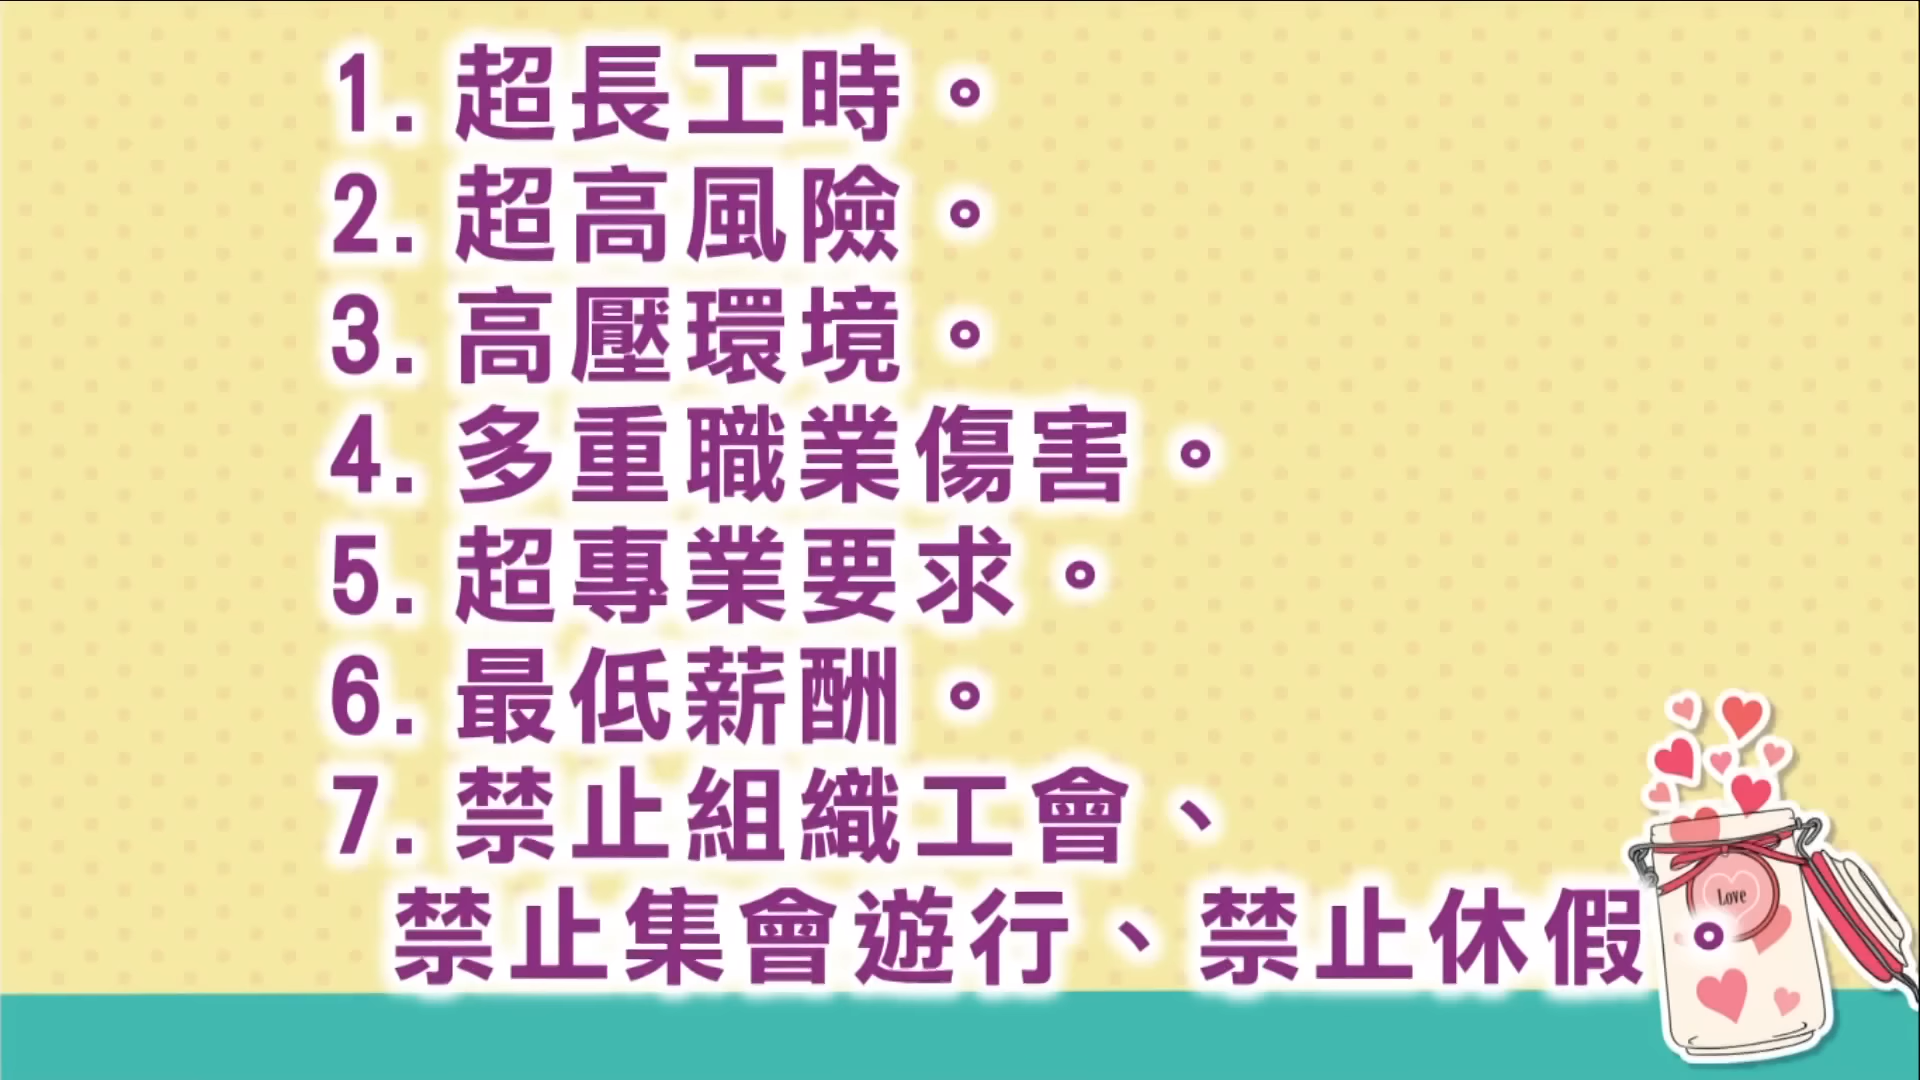 1.超長工時。
2.超高風險。
3.高壓環境。
4.多重職業傷害。
5.超專業要求。
6.最低薪酬。
7.禁止組織工會、
禁止集會遊行、禁止休假。
Love